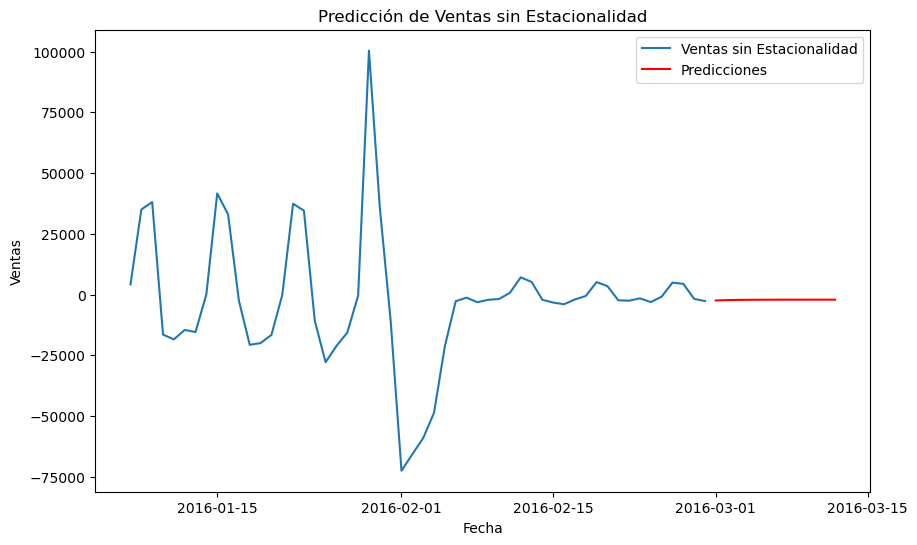 Predicción de Ventas sin Estacionalidad
Ventas sin Estacionalidad
Predicciones
100000
75000
50000
25000
0
−25000
−50000
−75000
Ventas
2016-01-15
2016-02-01
2016-02-15
2016-03-01
2016-03-15
Fecha